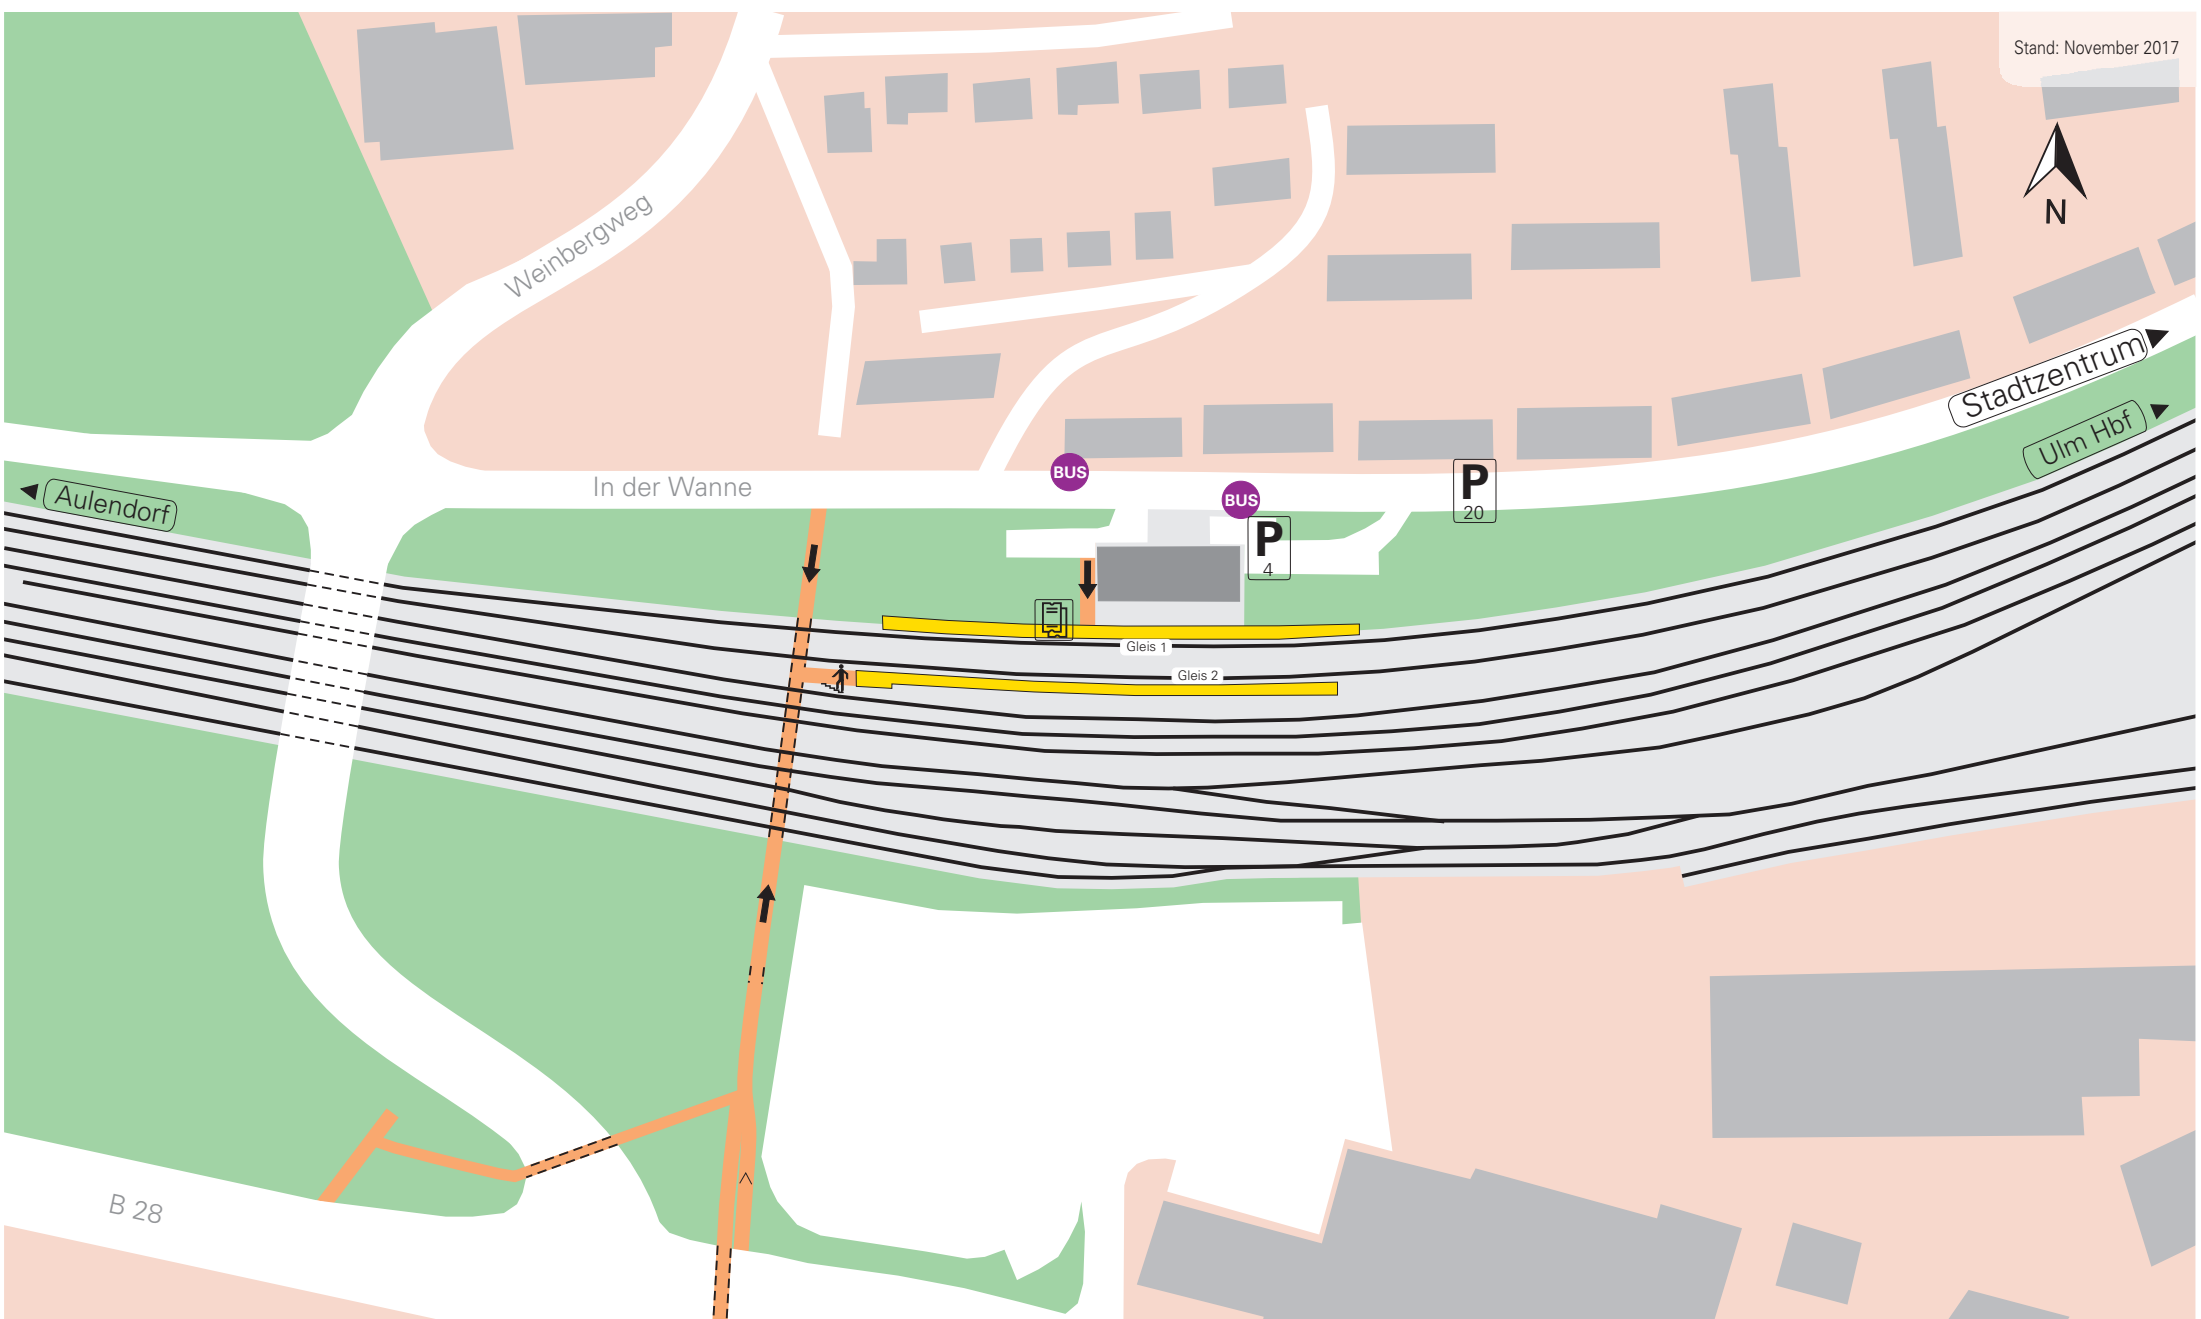 Stand: November 2017
N
Weinbergweg
Stadtzentrum
Ulm Hbf
Aulendorf
In der Wanne
BUS
BUS
P
20
P
4
Gleis 1
Gleis 2
B 28